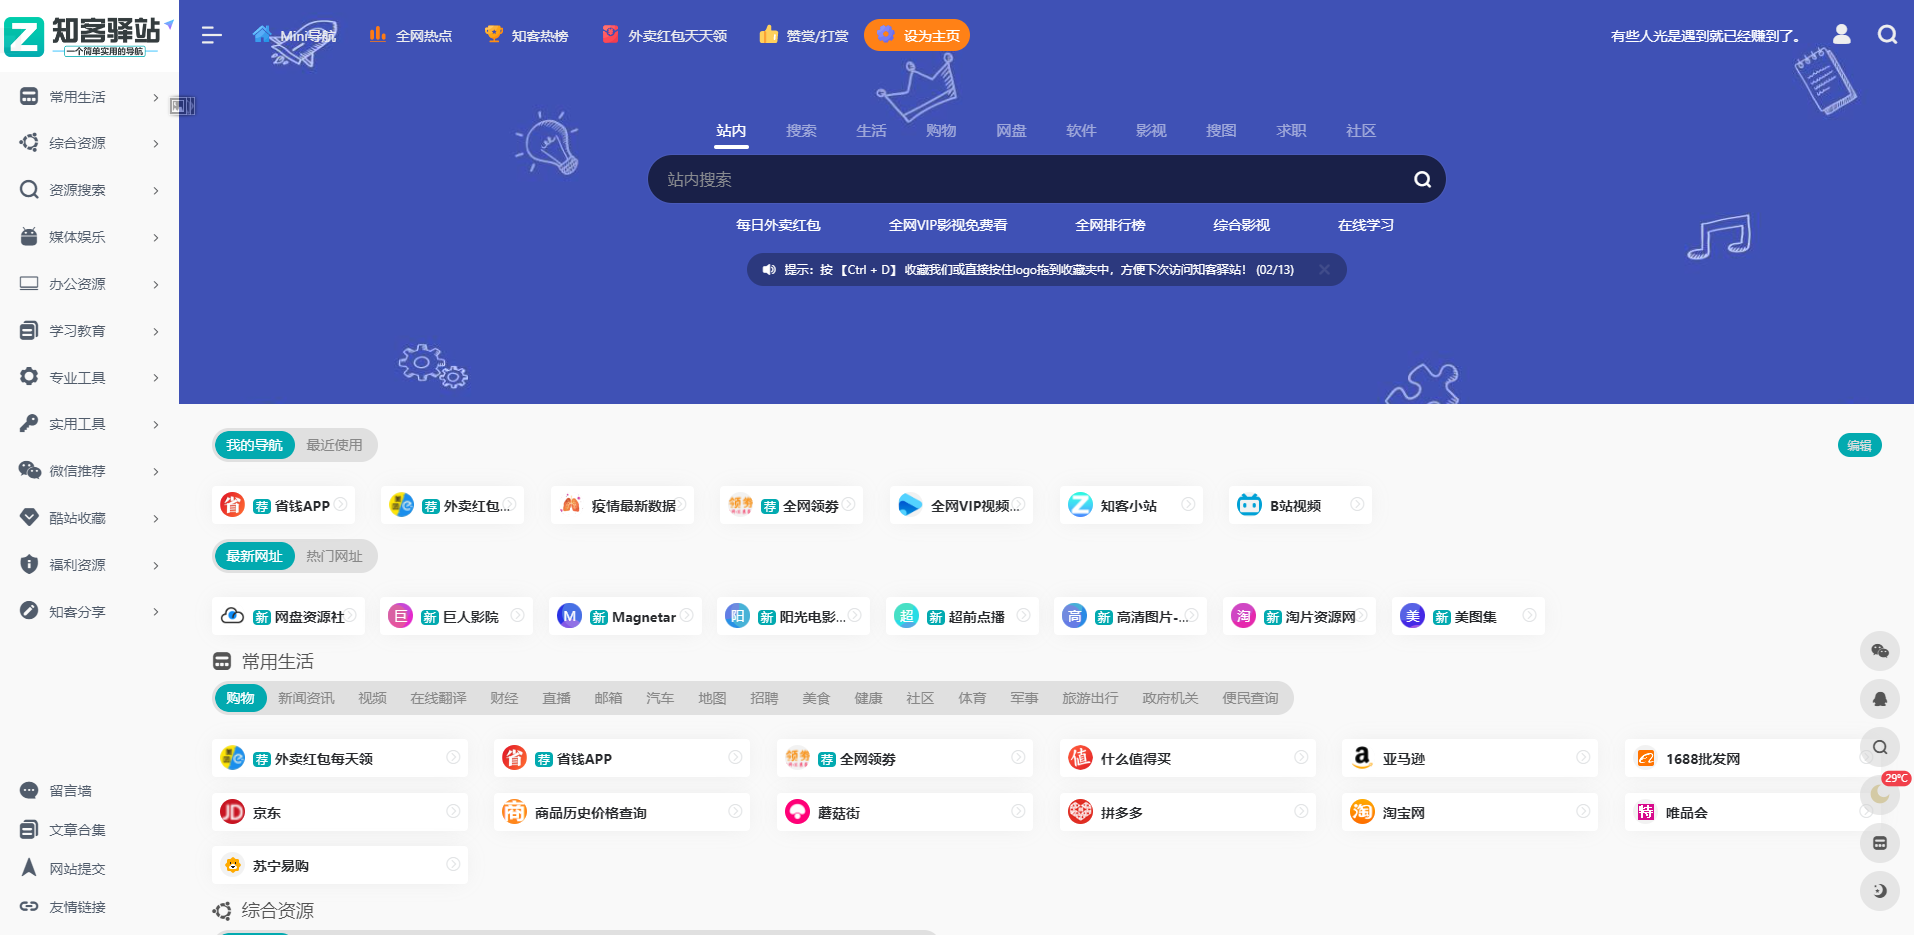 Z 知客驿站
一个简单实用的导航
Mini导航 全网热点 知客热榜 外卖红包天天领 赞赏/打赏 设为主页 有些人光是遇到就已经赚到了。
常用生活
综合资源
资源搜索
媒体娱乐
办公资源
学习教育
专业工具
实用工具
微信推荐
酷站收藏
福利资源
知客分享
留言墙
文章合集
网站提交
友情链接
站内 搜索 生活 购物 网盘 软件 影视 搜图 求职 社区
站内搜索
每日外卖红包 全网VIP影视免费看 全网排行榜 综合影视 在线学习
提示：按 【Ctrl + D】 收藏我们或直接按住logo拖到收藏夹中，方便下次访问知客驿站！ (02/13)
我的导航 最近使用 编辑
省 荐 省钱APP 荐 外卖红包... 疫情最新数据 领券 荐 全网领劵 全网VIP视频... Z 知客小站 B站视频
最新网址 热门网址
新 网盘资源社 巨 新 巨人影院 M 新 Magnetar 阳 新 阳光电影... 超 新 超前点播 高 新 高清图片-... 淘 新 淘片资源网 美 新 美图集
常用生活
购物 新闻资讯 视频 在线翻译 财经 直播 邮箱 汽车 地图 招聘 美食 健康 社区 体育 军事 旅游出行 政府机关 便民查询
荐 外卖红包每天领 省 荐 省钱APP 领券 荐 全网领劵 值 什么值得买 a 亚马逊 1688批发网
JD 京东 商 商品历史价格查询 蘑菇街 拼多多 淘 淘宝网 特 唯品会
苏宁易购
29℃
综合资源